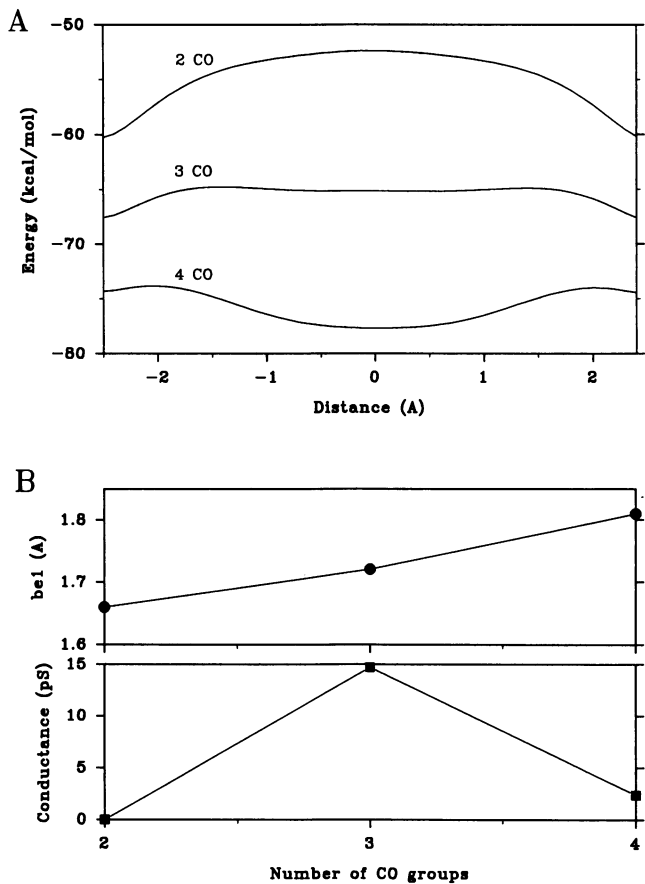 A
-50
-60
-70
-80
Energy (kcal/mol)
2 CO
3 CO
4 CO
-2 -1 0 1 2
Distance (A)
B
1.8
1.7
1.6
be1 (A)
15
10
5
0
Conductance (pS)
2 3 4
Number of CO groups